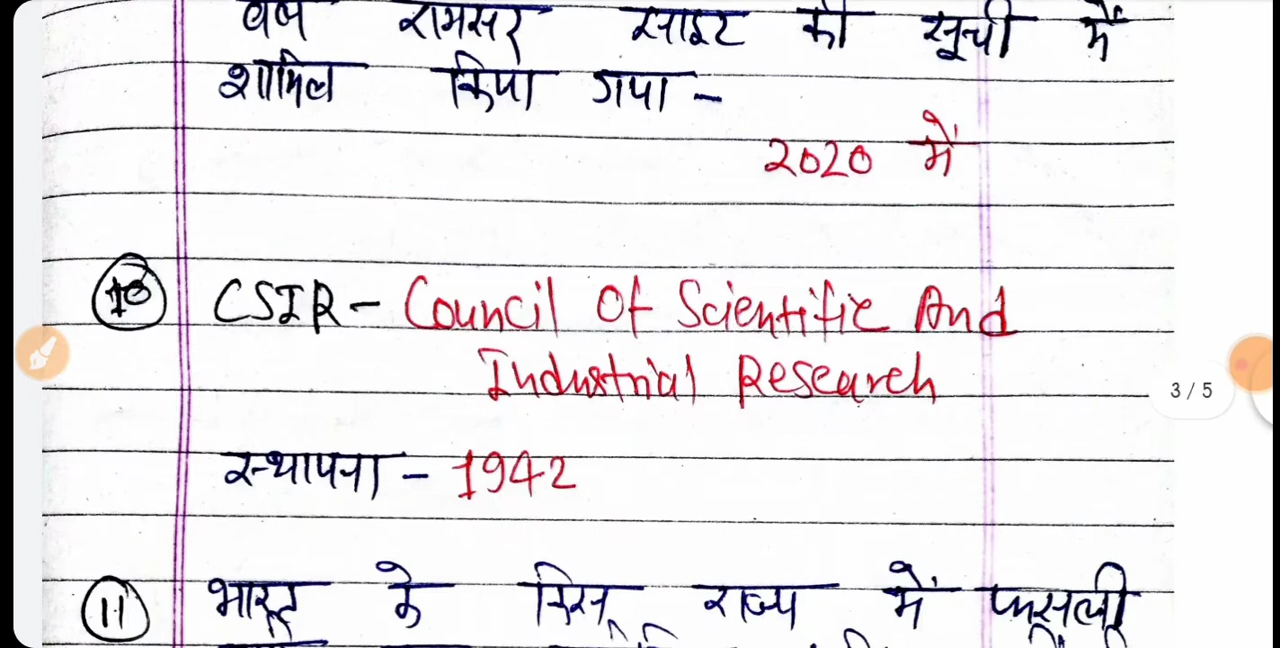 वर्ष रामसर साइट की सूची में
शामिल किया गया -
2020 में
10 CSIR - Council Of Scientific And
Industrial Research
3 / 5
स्थापना - 1942
11 भारत के किस राज्य में फासली